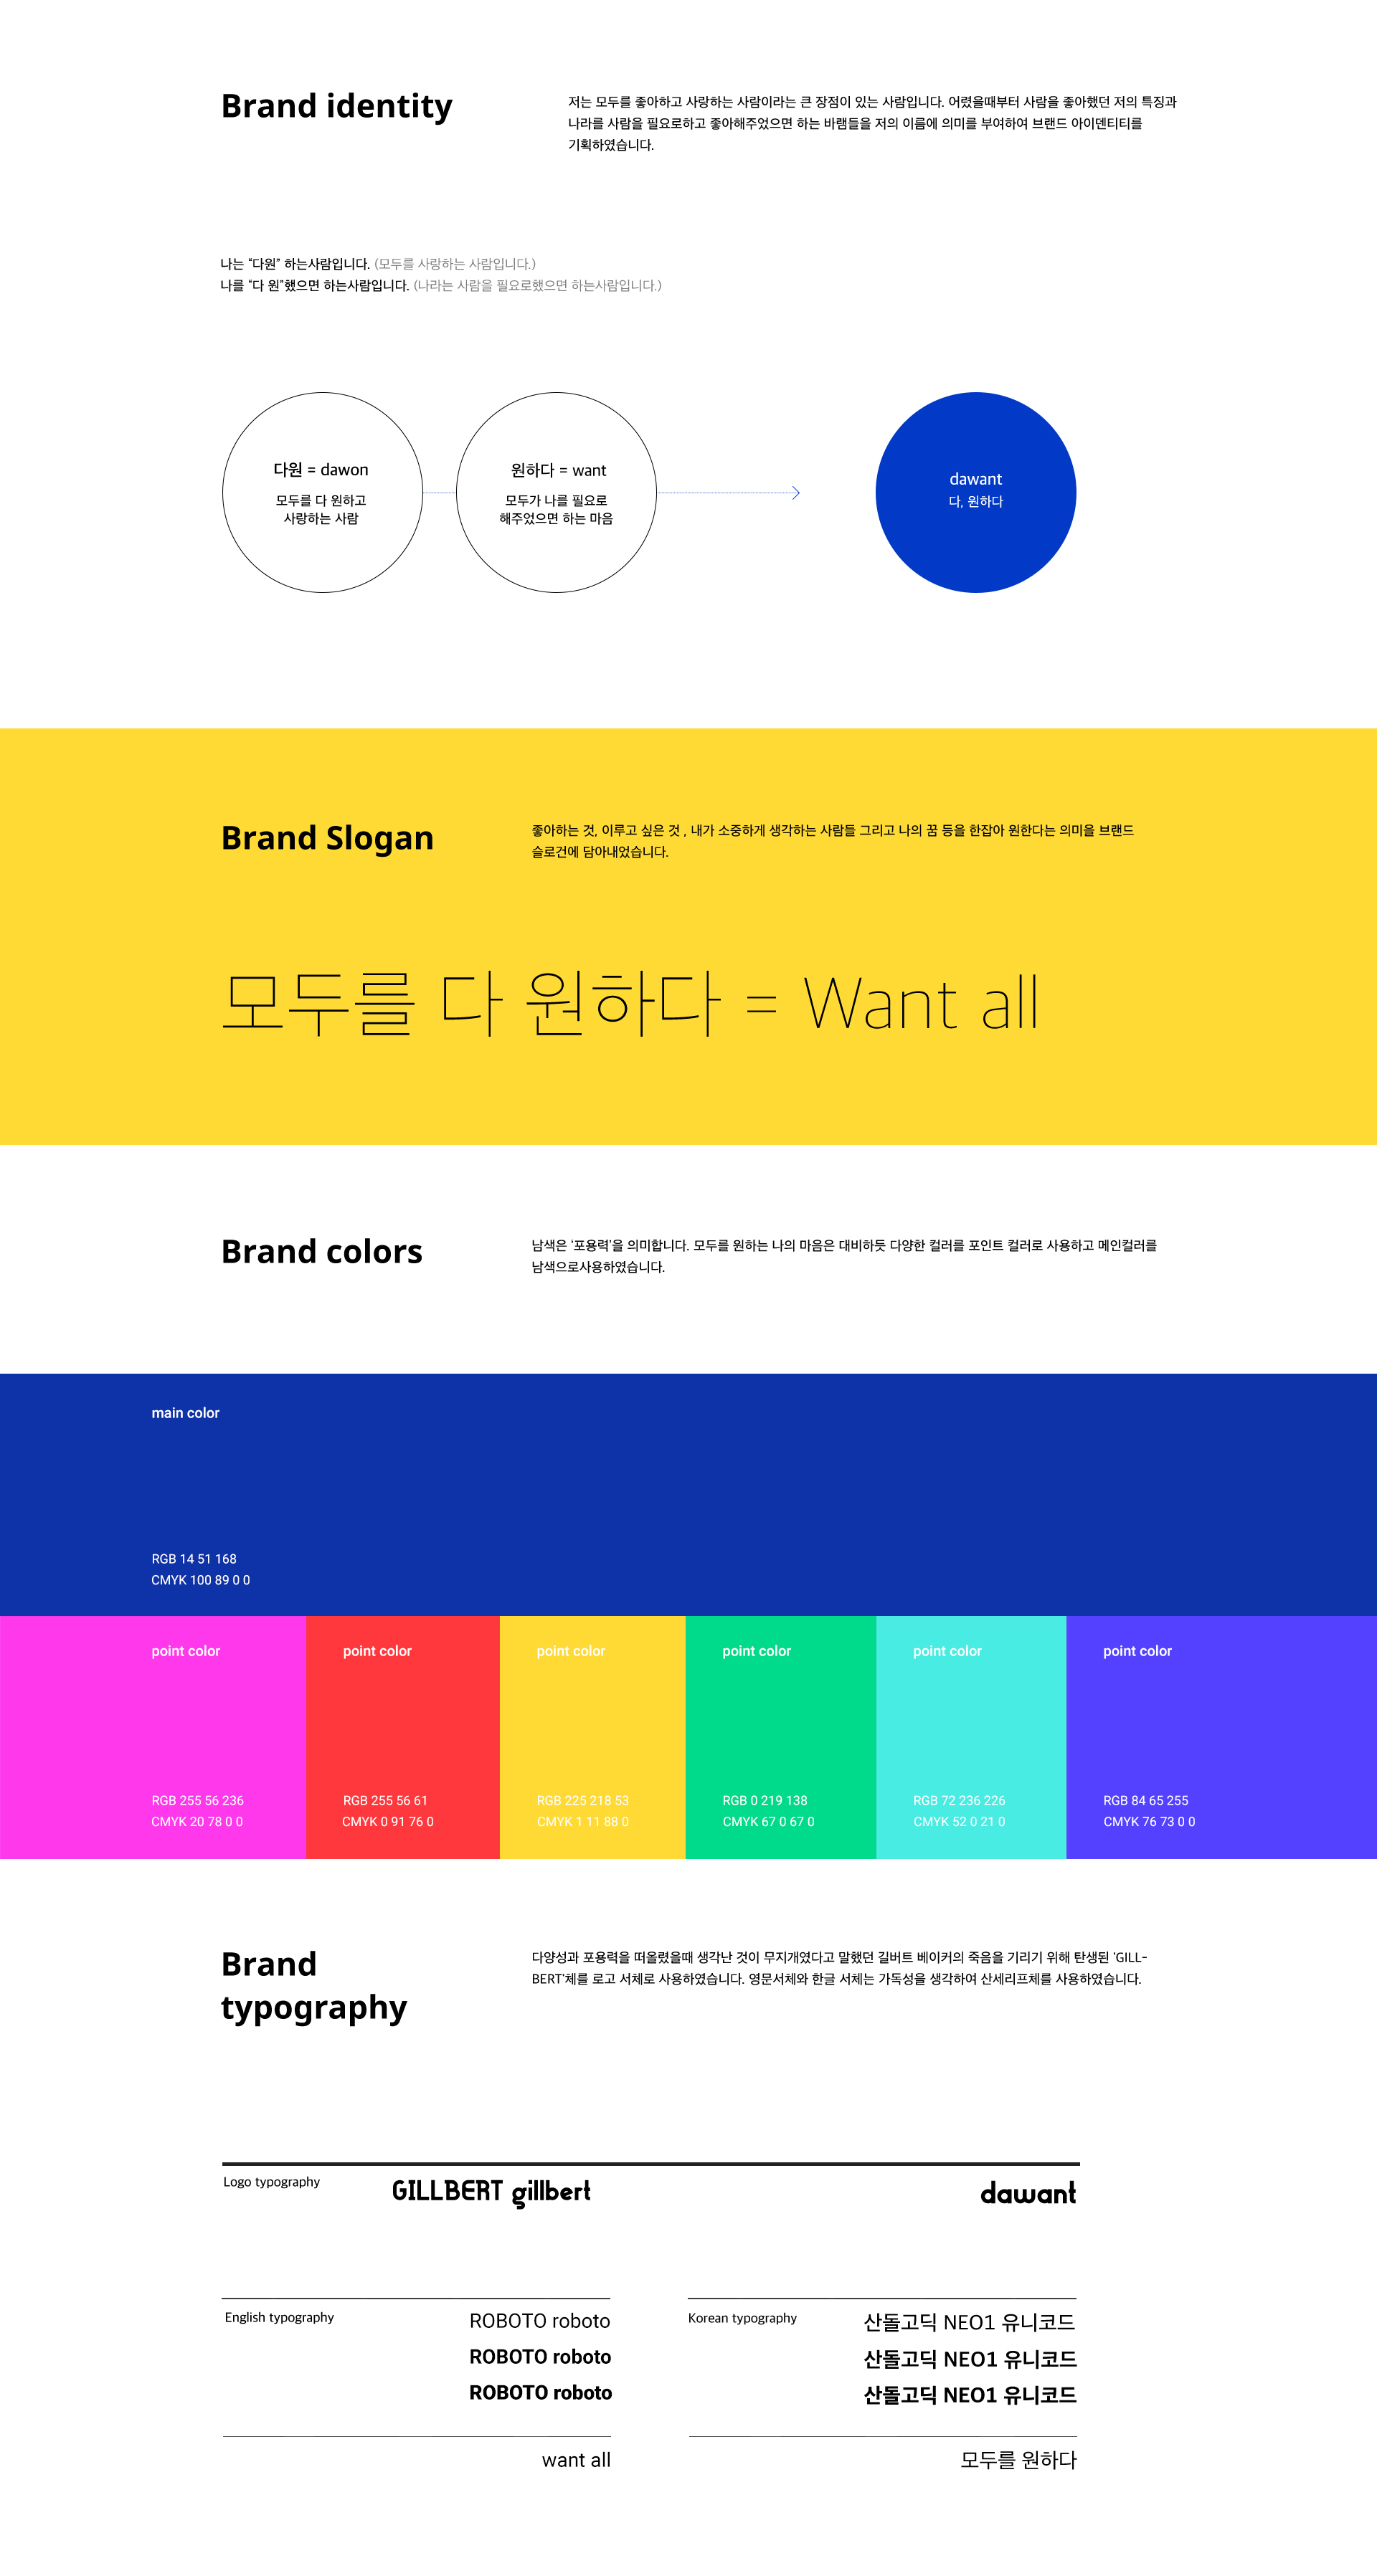 Brand identity
저는 모두를 좋아하고 사랑하는 사람이라는 큰 장점이 있는 사람입니다. 어렸을때부터 사람을 좋아했던 저의 특징과
나라를 사람을 필요로하고 좋아해주었으면 하는 바램들을 저의 이름에 의미를 부여하여 브랜드 아이덴티티를
기획하였습니다.
나는 “다원” 하는사람입니다. (모두를 사랑하는 사람입니다.)
나를 “다 원”했으면 하는사람입니다. (나라는 사람을 필요로했으면 하는사람입니다.)
다원 = dawon
모두를 다 원하고
사랑하는 사람
원하다 = want
모두가 나를 필요로
해주었으면 하는 마음
dawant
다, 원하다
Brand Slogan
좋아하는 것, 이루고 싶은 것 , 내가 소중하게 생각하는 사람들 그리고 나의 꿈 등을 한잡아 원한다는 의미을 브랜드
슬로건에 담아내었습니다.
모두를 다 원하다 = Want all
Brand colors
남색은 '포용력'을 의미합니다. 모두를 원하는 나의 마음은 대비하듯 다양한 컬러를 포인트 컬러로 사용하고 메인컬러를
남색으로사용하였습니다.
main color
RGB 14 51 168
CMYK 100 89 0 0
point color
RGB 255 56 236
CMYK 20 78 0 0
point color
RGB 255 56 61
CMYK 0 91 76 0
point color
RGB 225 218 53
CMYK 1 11 88 0
point color
RGB 0 219 138
CMYK 67 0 67 0
point color
RGB 72 236 226
CMYK 52 0 21 0
point color
RGB 84 65 255
CMYK 76 73 0 0
Brand
typography
다양성과 포용력을 떠올렸을때 생각난 것이 무지개였다고 말했던 길버트 베이커의 죽음을 기리기 위해 탄생된 'GILL-
BERT'체를 로고 서체로 사용하였습니다. 영문서체와 한글 서체는 가독성을 생각하여 산세리프체를 사용하였습니다.
Logo typography
GILLBERT gillbert
dawant
English typography
ROBOTO roboto
ROBOTO roboto
ROBOTO roboto
want all
Korean typography
산돌고딕 NEO1 유니코드
산돌고딕 NEO1 유니코드
산돌고딕 NEO1 유니코드
모두를 원하다